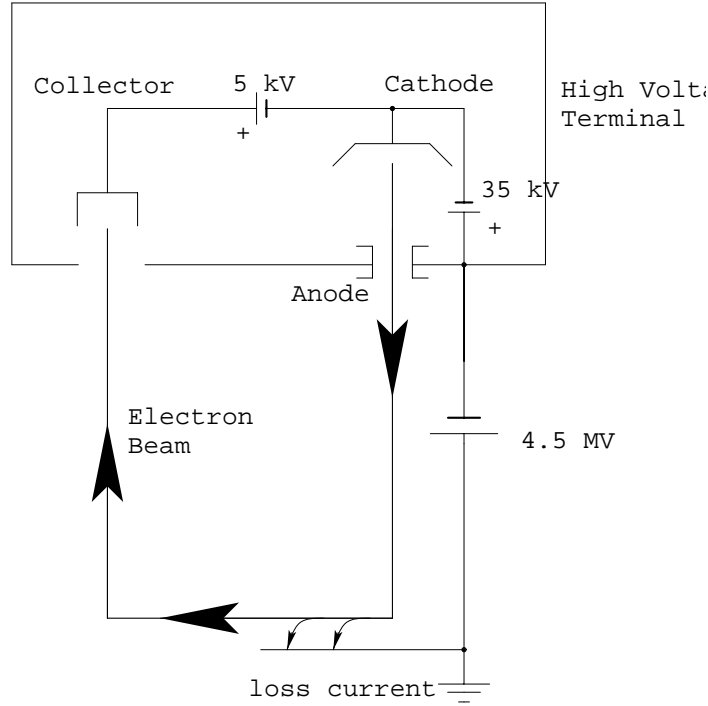 Collector
5 kV
+
Cathode
High Volta
Terminal
35 kV
+
Anode
Electron
Beam
4.5 MV
loss current